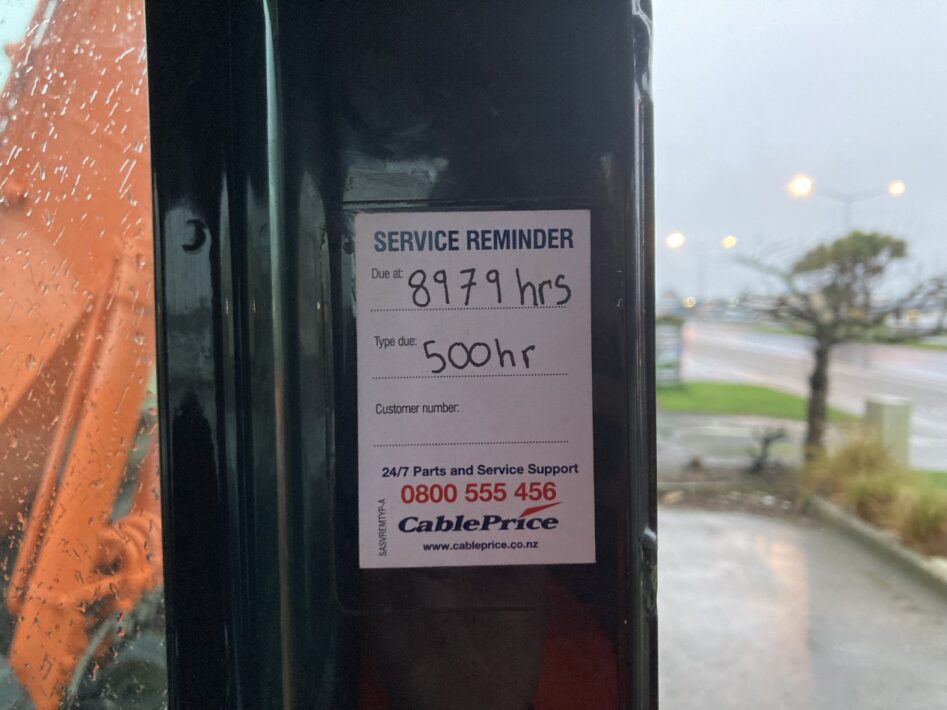 SERVICE REMINDER
Due at: 8979 hrs
Type due: 500hr
Customer number:
24/7 Parts and Service Support
0800 555 456
CablePrice
www.cableprice.co.nz
SASVREMTYP-A